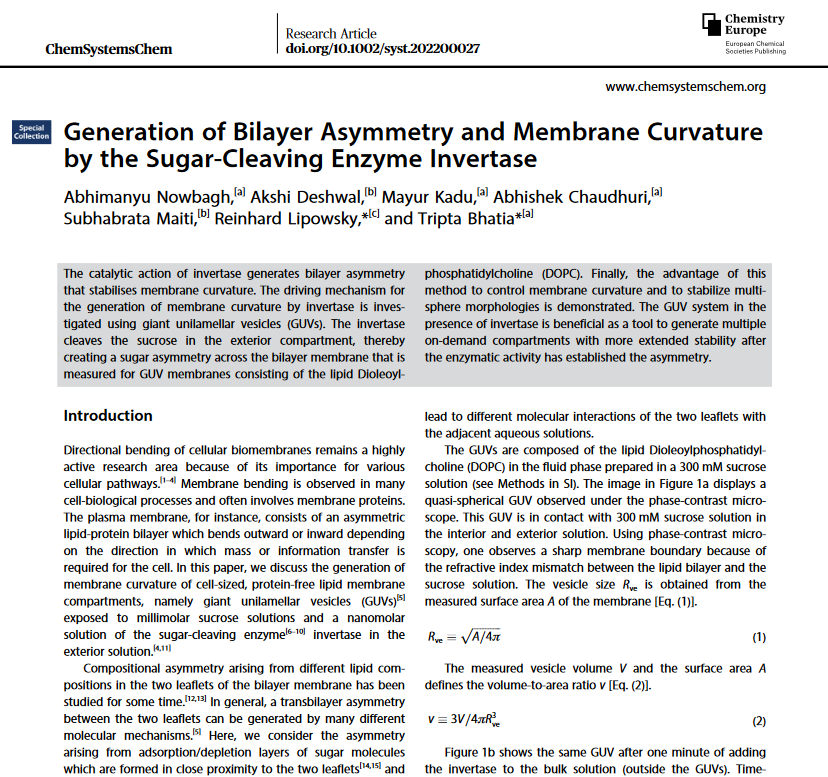 ChemSystemsChem
Research Article
doi.org/10.1002/syst.202200027
Chemistry
Europe
European Chemical
Societies Publishing
www.chemsystemschem.org
Special
Collection
Generation of Bilayer Asymmetry and Membrane Curvature
by the Sugar-Cleaving Enzyme Invertase
Abhimanyu Nowbagh,[a] Akshi Deshwal,[b] Mayur Kadu,[a] Abhishek Chaudhuri,[a]
Subhabrata Maiti,[b] Reinhard Lipowsky,*[c] and Tripta Bhatia*[a]
The catalytic action of invertase generates bilayer asymmetry
that stabilises membrane curvature. The driving mechanism for
the generation of membrane curvature by invertase is inves-
tigated using giant unilamellar vesicles (GUVs). The invertase
cleaves the sucrose in the exterior compartment, thereby
creating a sugar asymmetry across the bilayer membrane that is
measured for GUV membranes consisting of the lipid Dioleoyl-
phosphatidylcholine (DOPC). Finally, the advantage of this
method to control membrane curvature and to stabilize multi-
sphere morphologies is demonstrated. The GUV system in the
presence of invertase is beneficial as a tool to generate multiple
on-demand compartments with more extended stability after
the enzymatic activity has established the asymmetry.
Introduction
Directional bending of cellular biomembranes remains a highly
active research area because of its importance for various
cellular pathways.[1–4] Membrane bending is observed in many
cell-biological processes and often involves membrane proteins.
The plasma membrane, for instance, consists of an asymmetric
lipid-protein bilayer which bends outward or inward depending
on the direction in which mass or information transfer is
required for the cell. In this paper, we discuss the generation of
membrane curvature of cell-sized, protein-free lipid membrane
compartments, namely giant unilamellar vesicles (GUVs)[5]
exposed to millimolar sucrose solutions and a nanomolar
solution of the sugar-cleaving enzyme[6–10] invertase in the
exterior solution.[4,11]
Compositional asymmetry arising from different lipid com-
positions in the two leaflets of the bilayer membrane has been
studied for some time.[12,13] In general, a transbilayer asymmetry
between the two leaflets can be generated by many different
molecular mechanisms.[5] Here, we consider the asymmetry
arising from adsorption/depletion layers of sugar molecules
which are formed in close proximity to the two leaflets[14,15] and
lead to different molecular interactions of the two leaflets with
the adjacent aqueous solutions.
The GUVs are composed of the lipid Dioleoylphosphatidyl-
choline (DOPC) in the fluid phase prepared in a 300 mM sucrose
solution (see Methods in SI). The image in Figure 1a displays a
quasi-spherical GUV observed under the phase-contrast micro-
scope. This GUV is in contact with 300 mM sucrose solution in
the interior and exterior solution. Using phase-contrast micro-
scopy, one observes a sharp membrane boundary because of
the refractive index mismatch between the lipid bilayer and the
sucrose solution. The vesicle size Rve is obtained from the
measured surface area A of the membrane [Eq. (1)].
Rve ≡ √A/4π (1)
The measured vesicle volume V and the surface area A
defines the volume-to-area ratio v [Eq. (2)].
v ≡ 3V/4πR³ve (2)
Figure 1b shows the same GUV after one minute of adding
the invertase to the bulk solution (outside the GUVs). Time-